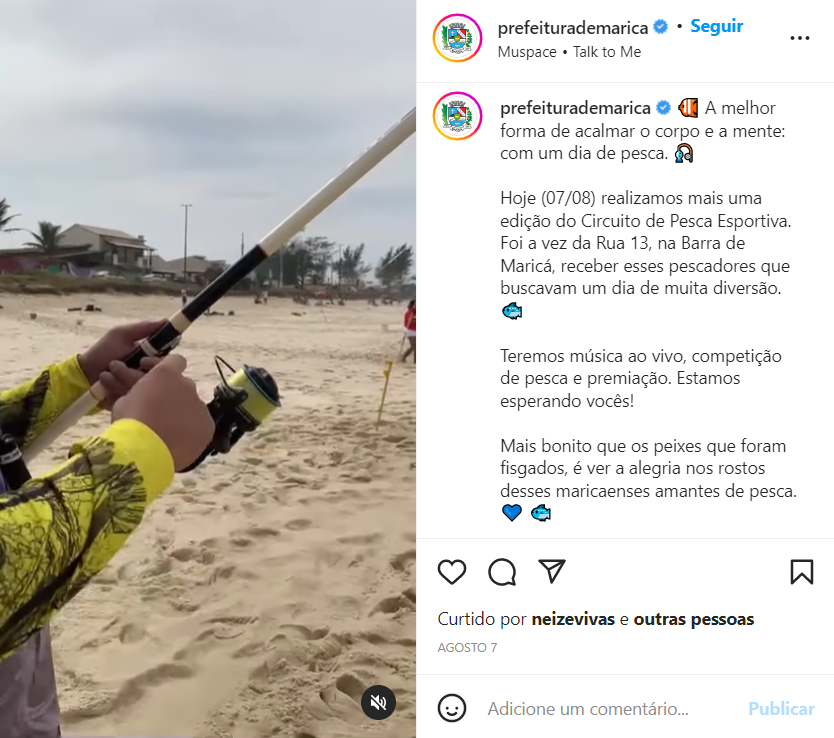 prefeiturademarica • Seguir
Muspace • Talk to Me
prefeiturademarica A melhor
forma de acalmar o corpo e a mente:
com um dia de pesca.
Hoje (07/08) realizamos mais uma
edição do Circuito de Pesca Esportiva.
Foi a vez da Rua 13, na Barra de
Maricá, receber esses pescadores que
buscavam um dia de muita diversão.
Teremos música ao vivo, competição
de pesca e premiação. Estamos
esperando vocês!
Mais bonito que os peixes que foram
fisgados, é ver a alegria nos rostos
desses maricaenses amantes de pesca.
Curtido por neizevivas e outras pessoas
AGOSTO 7
Adicione um comentário... Publicar